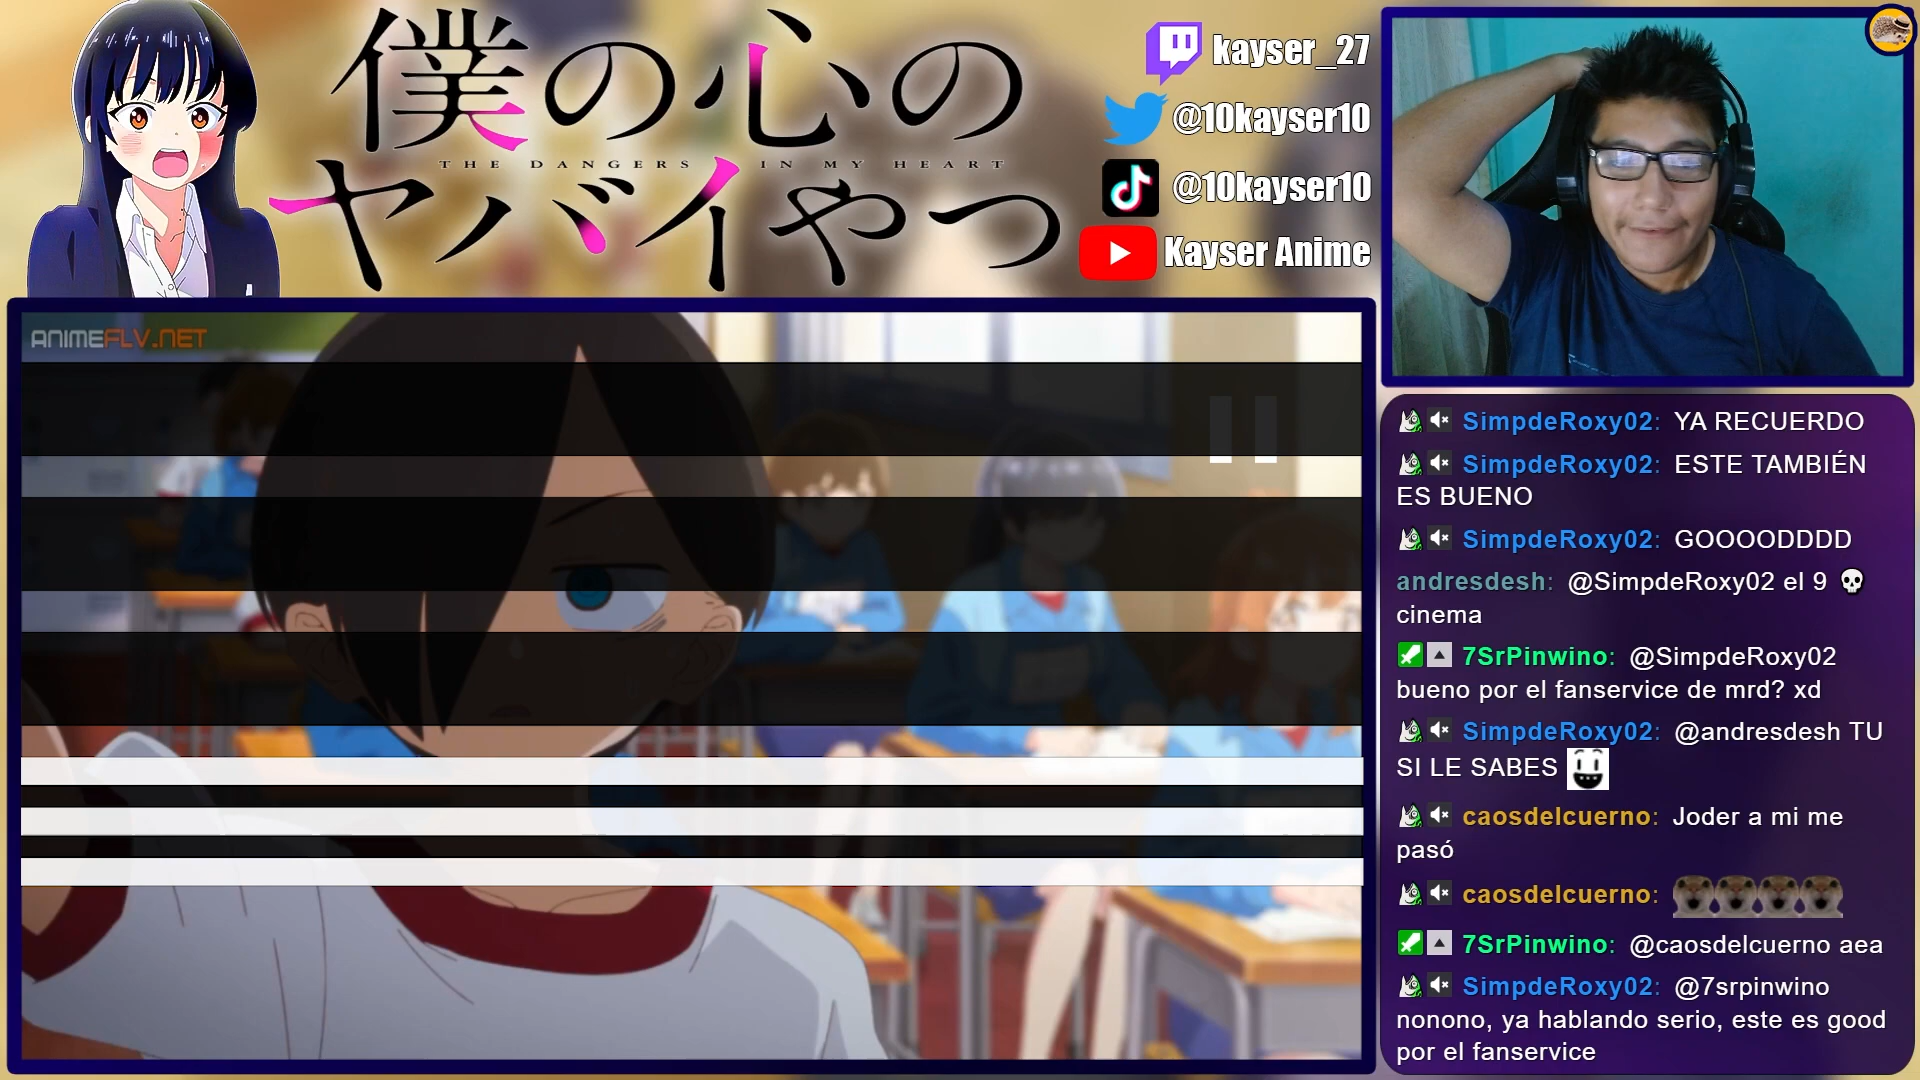 僕の心の
THE DANGERS IN MY HEART
ヤバイやつ
kayser_27
@10kayser10
@10kayser10
Kayser Anime
ANIMEFLV.NET
SimpdeRoxy02: YA RECUERDO
SimpdeRoxy02: ESTE TAMBIÉN
ES BUENO
SimpdeRoxy02: GOOOODDDD
andresdesh: @SimpdeRoxy02 el 9 💀
cinema
7SrPinwino: @SimpdeRoxy02
bueno por el fanservice de mrd? xd
SimpdeRoxy02: @andresdesh TU
SI LE SABES
caosdelcuerno: Joder a mi me
pasó
caosdelcuerno:
7SrPinwino: @caosdelcuerno aea
SimpdeRoxy02: @7srpinwino
nonono, ya hablando serio, este es good
por el fanservice